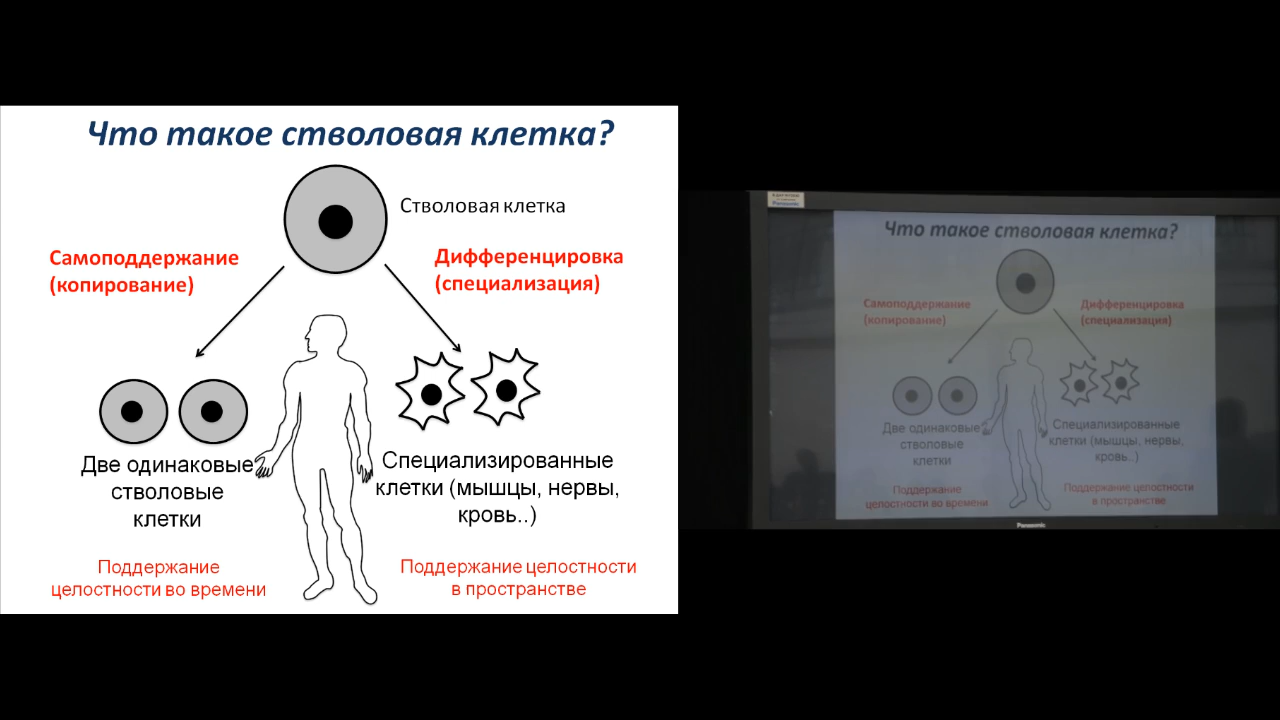 Что такое стволовая клетка?
Стволовая клетка
Самоподдержание
(копирование)
Дифференцировка
(специализация)
Две одинаковые
стволовые
клетки
Специализированные
клетки (мышцы, нервы,
кровь..)
Поддержание
целостности во времени
Поддержание целостности
в пространстве
Что такое стволовая клетка?
Самоподдержание
(копирование)
Дифференцировка
(специализация)
Две одинаковые
стволовые
клетки
Специализированные
клетки (мышцы, нервы,
кровь..)
Поддержание
целостности во времени
Поддержание целостности
в пространстве
Panasonic
Panasonic